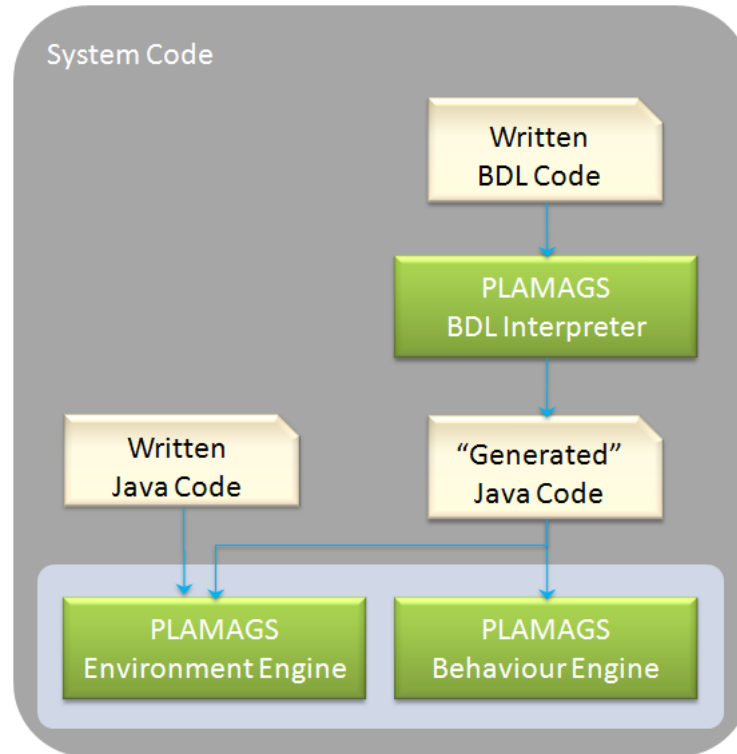 System Code
Written
BDL Code
PLAMAGS
BDL Interpreter
Written
Java Code
“Generated”
Java Code
PLAMAGS
Environment Engine
PLAMAGS
Behaviour Engine